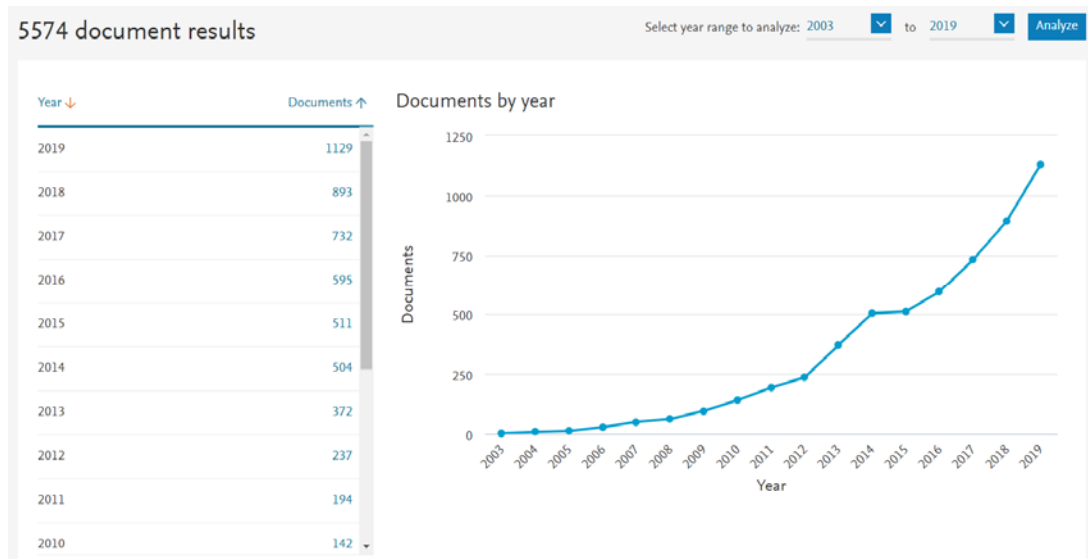 5574 document results
Select year range to analyze: 2003 to 2019 Analyze
Year Documents
2019 1129
2018 893
2017 732
2016 595
2015 511
2014 504
2013 372
2012 237
2011 194
2010 142
Documents by year
1250
1000
750
500
250
0
Documents
2003 2004 2005 2006 2007 2008 2009 2010 2011 2012 2013 2014 2015 2016 2017 2018 2019
Year